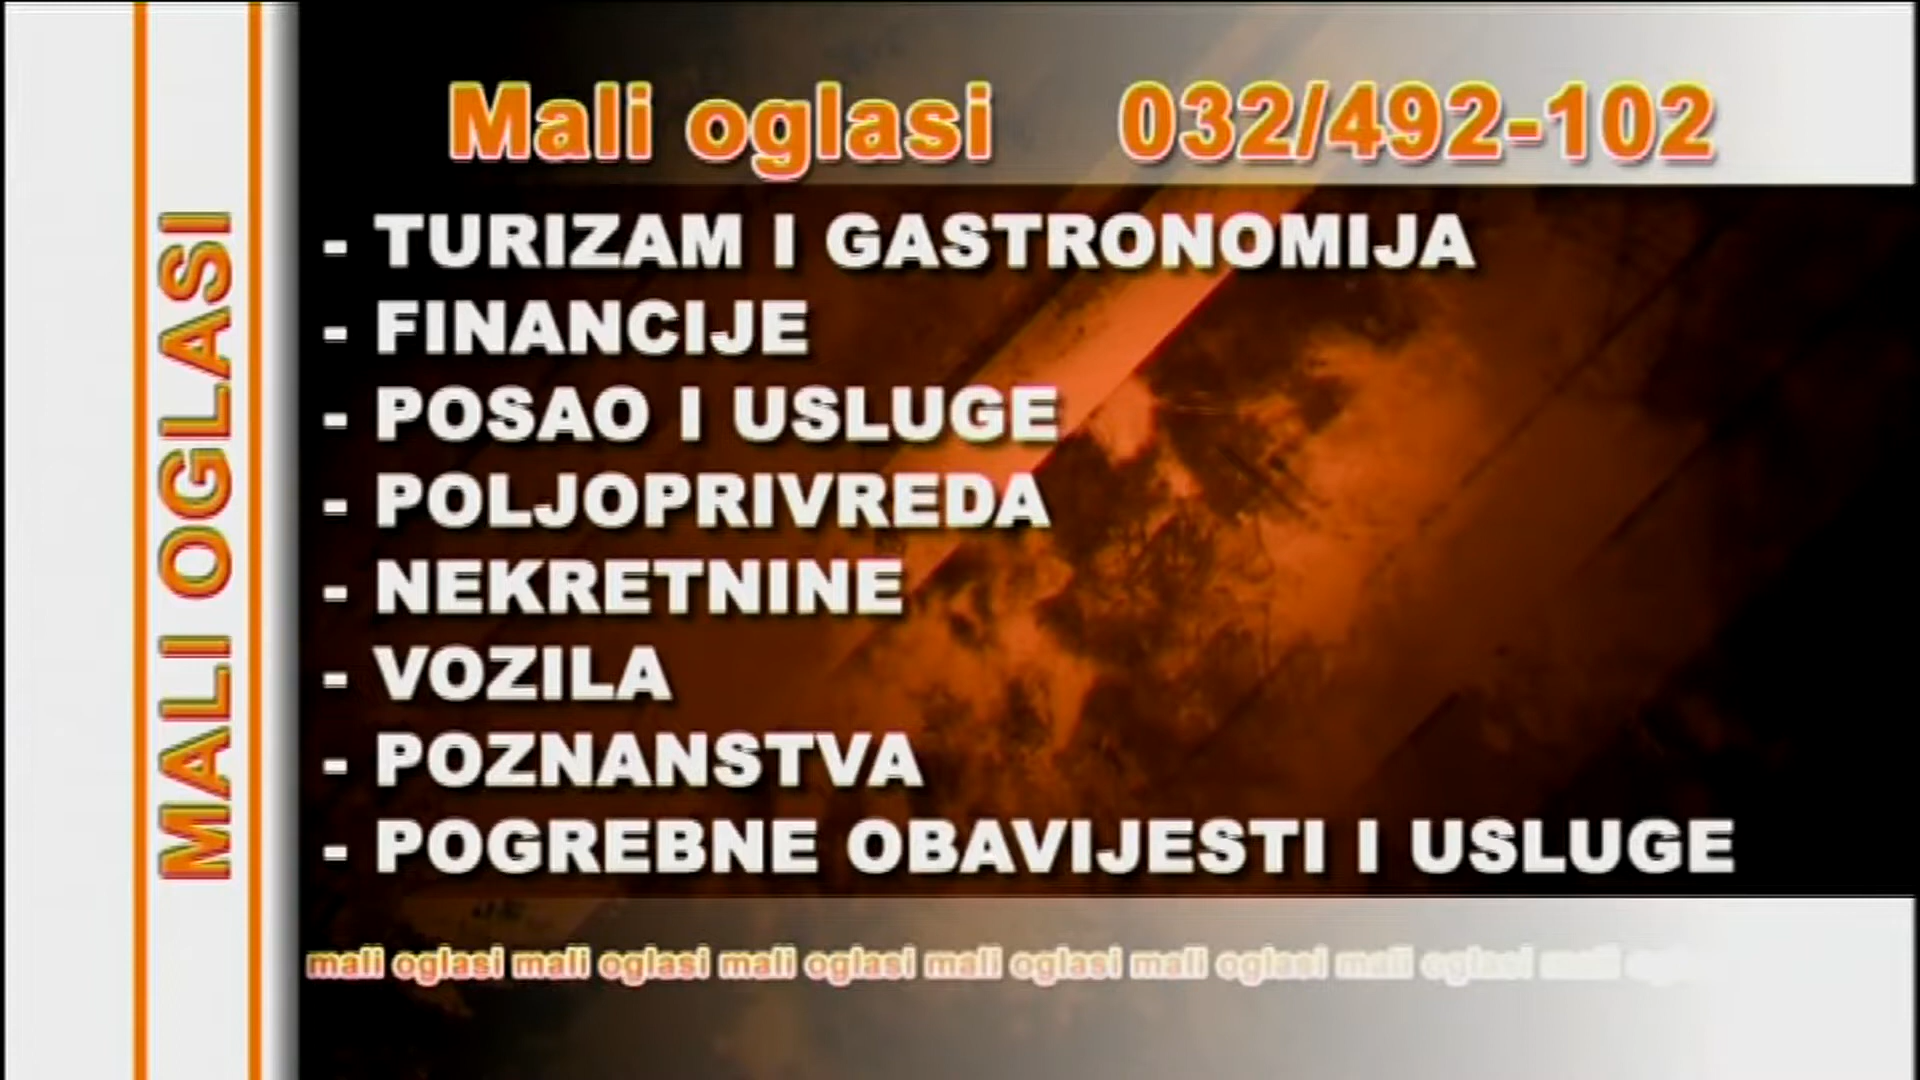 MALI OGLASI
Mali oglasi 032/492-102
- TURIZAM I GASTRONOMIJA
- FINANCIJE
- POSAO I USLUGE
- POLJOPRIVREDA
- NEKRETNINE
- VOZILA
- POZNANSTVA
- POGREBNE OBAVIJESTI I USLUGE
mali oglasi mali oglasi mali oglasi mali oglasi mali oglasi mali oglasi mali